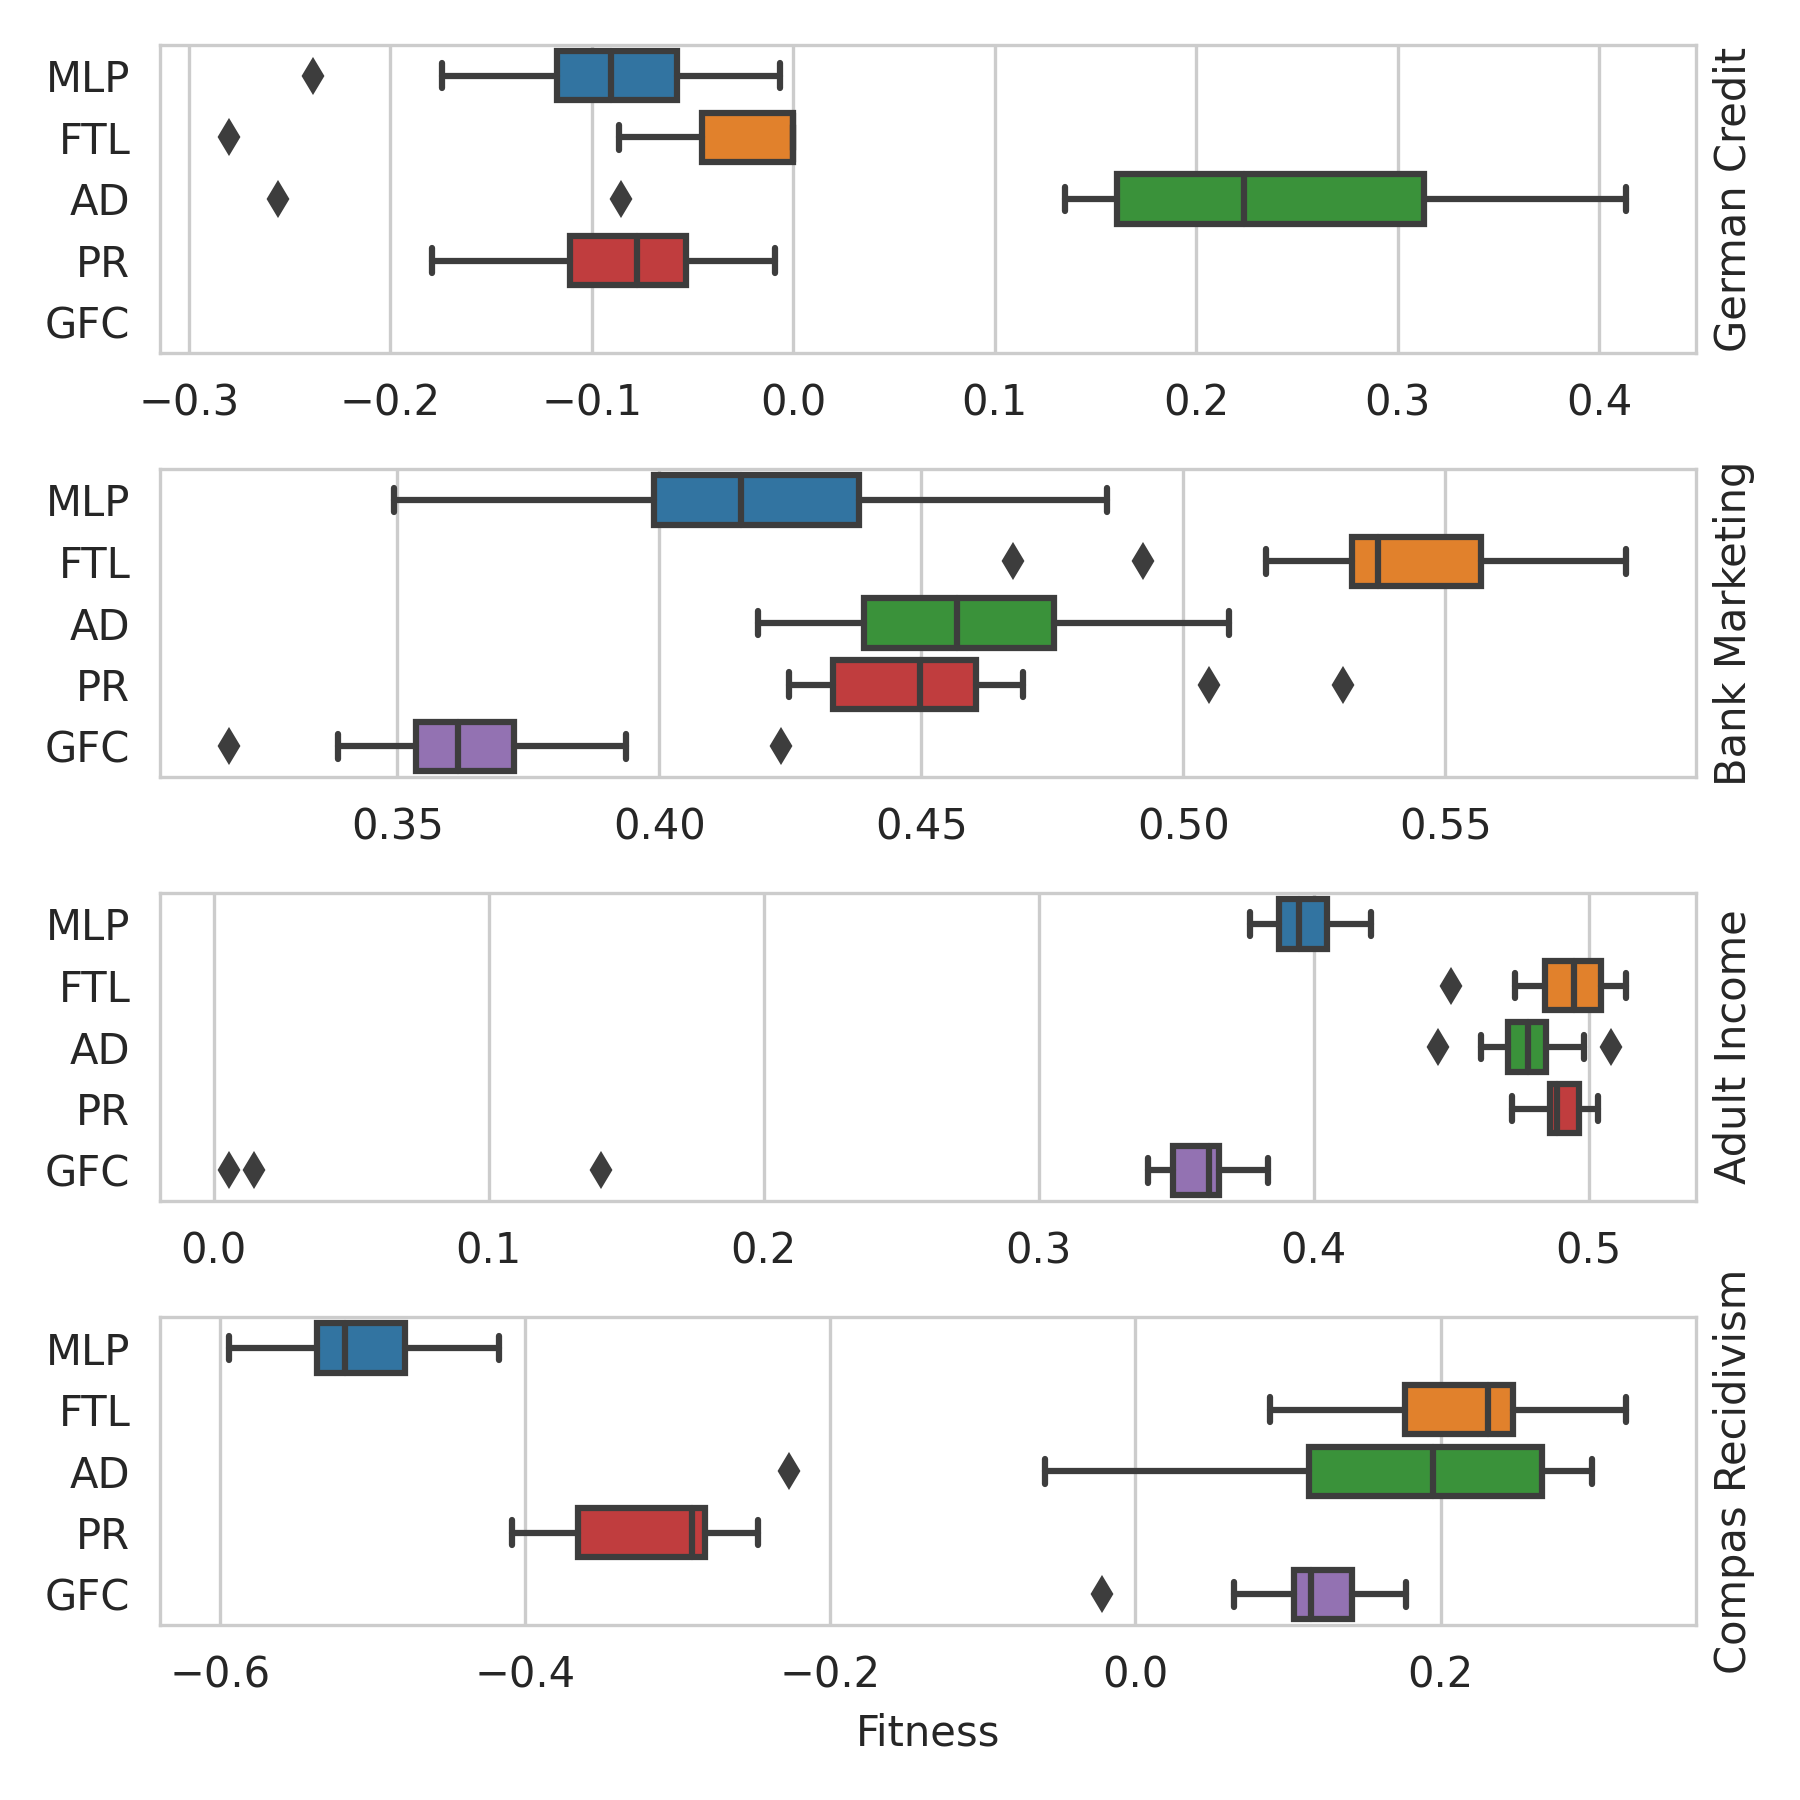 MLP
FTL
AD
PR
GFC
German Credit
−0.3 −0.2 −0.1 0.0 0.1 0.2 0.3 0.4
MLP
FTL
AD
PR
GFC
Bank Marketing
0.35 0.40 0.45 0.50 0.55
MLP
FTL
AD
PR
GFC
Adult Income
0.0 0.1 0.2 0.3 0.4 0.5
MLP
FTL
AD
PR
GFC
Compas Recidivism
−0.6 −0.4 −0.2 0.0 0.2
Fitness